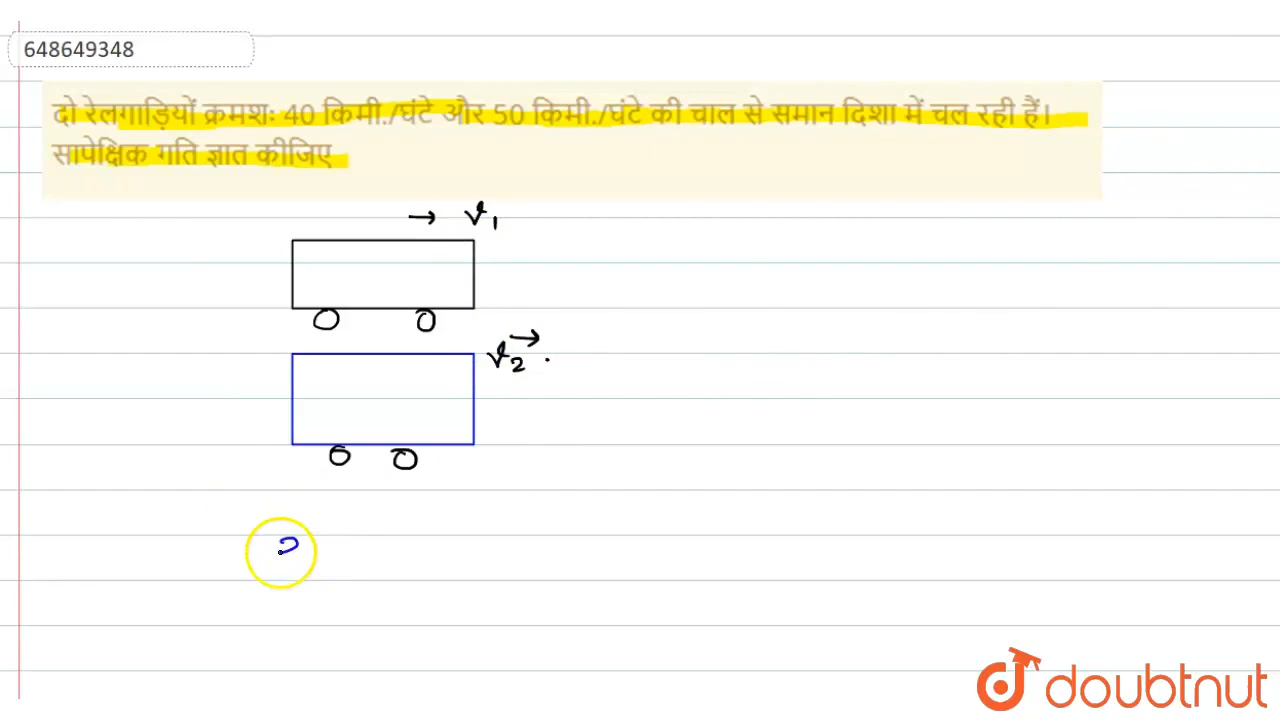 648649348
दो रेलगाड़ियों क्रमशः 40 किमी./घंटे और 50 किमी./घंटे की चाल से समान दिशा में चल रही हैं।
सापेक्षिक गति ज्ञात कीजिए
→ v₁
v₂ → .
doubtnut